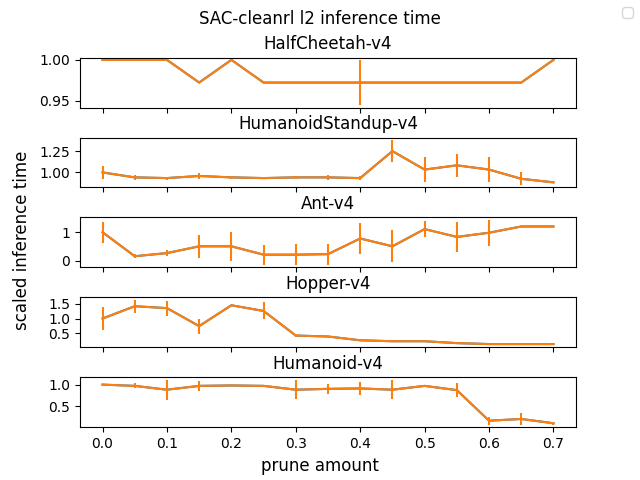 SAC-cleanrl l2 inference time
HalfCheetah-v4
1.00
0.95
HumanoidStandup-v4
1.25
1.00
Ant-v4
1
0
Hopper-v4
1.5
1.0
0.5
Humanoid-v4
1.0
0.5
0.0 0.1 0.2 0.3 0.4 0.5 0.6 0.7
prune amount
scaled inference time